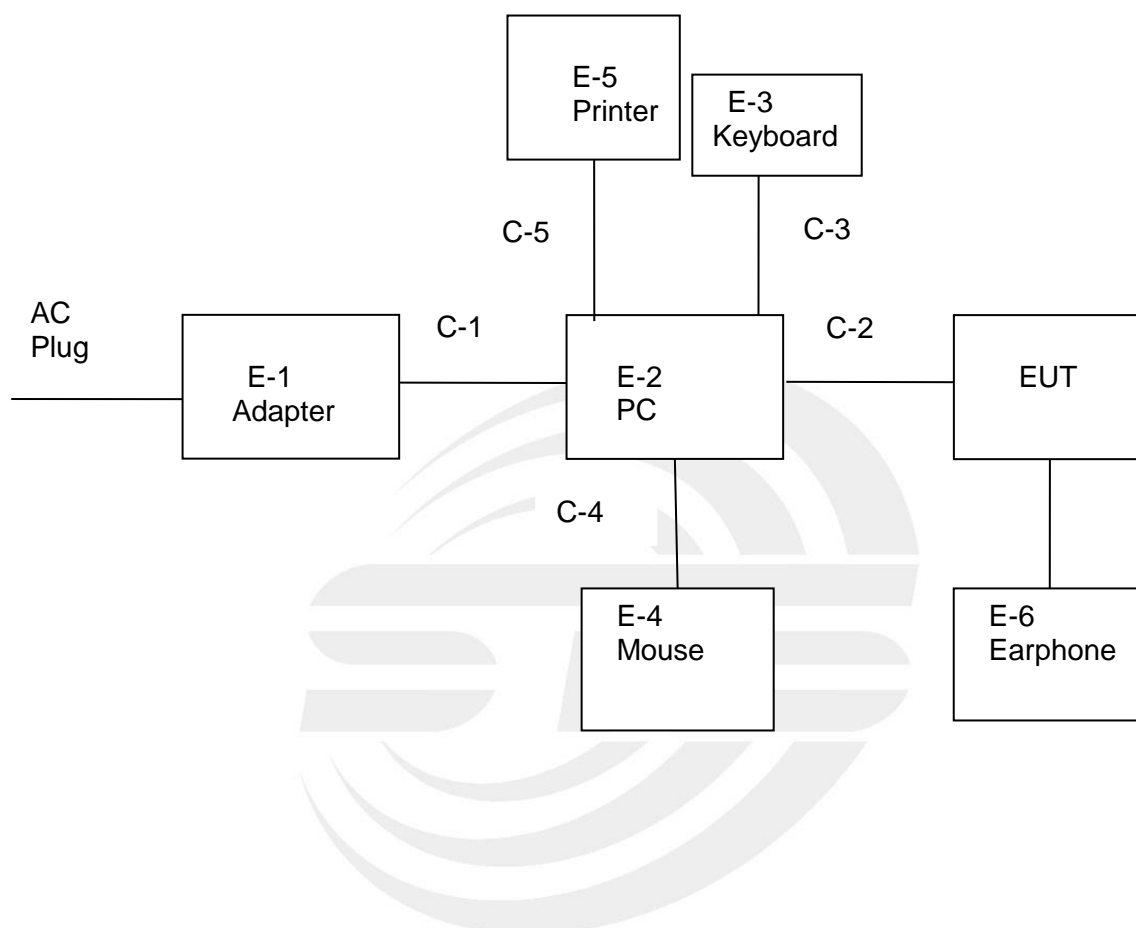 E-5
Printer
E-3
Keyboard
C-5
C-3
AC
Plug
C-1
C-2
E-1
Adapter
E-2
PC
EUT
C-4
E-4
Mouse
E-6
Earphone